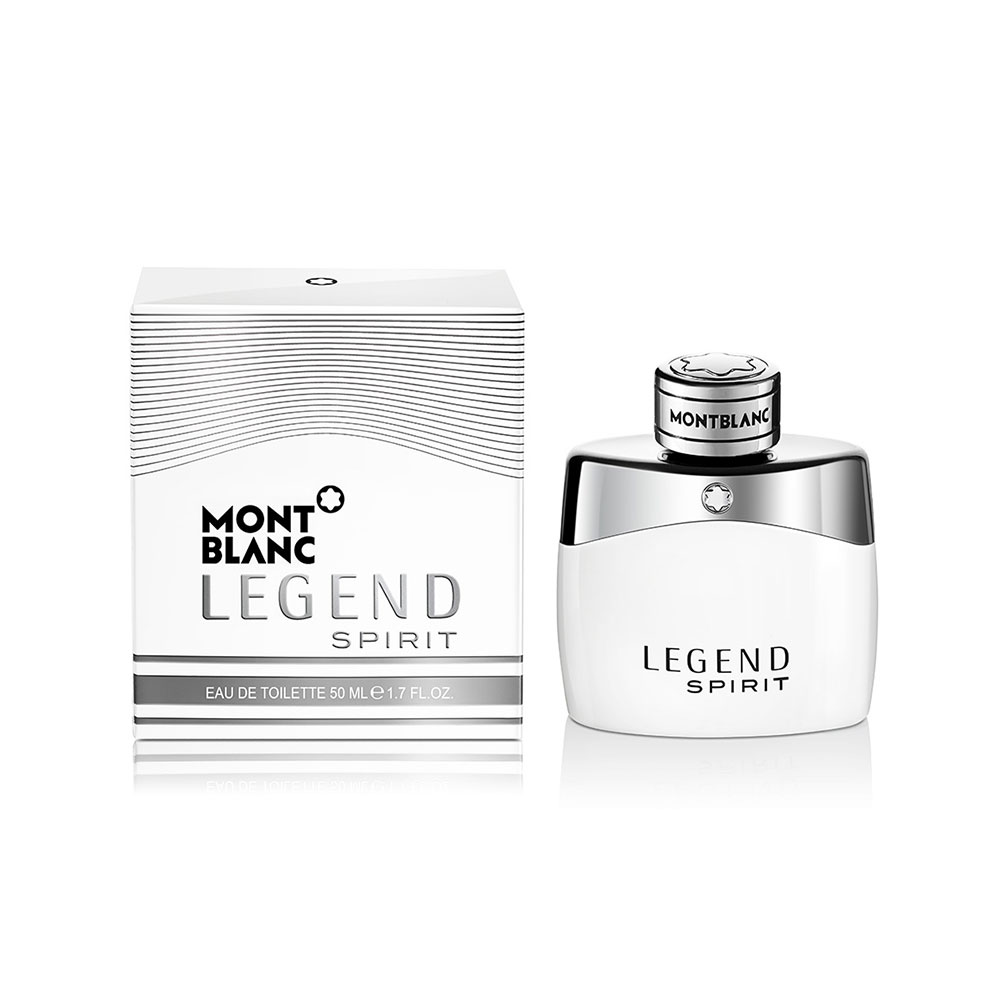 MONT
BLANC
LEGEND
SPIRIT
EAU DE TOILETTE 50 ML ℮ 1.7 FL.OZ.
MONTBLANC
LEGEND
SPIRIT